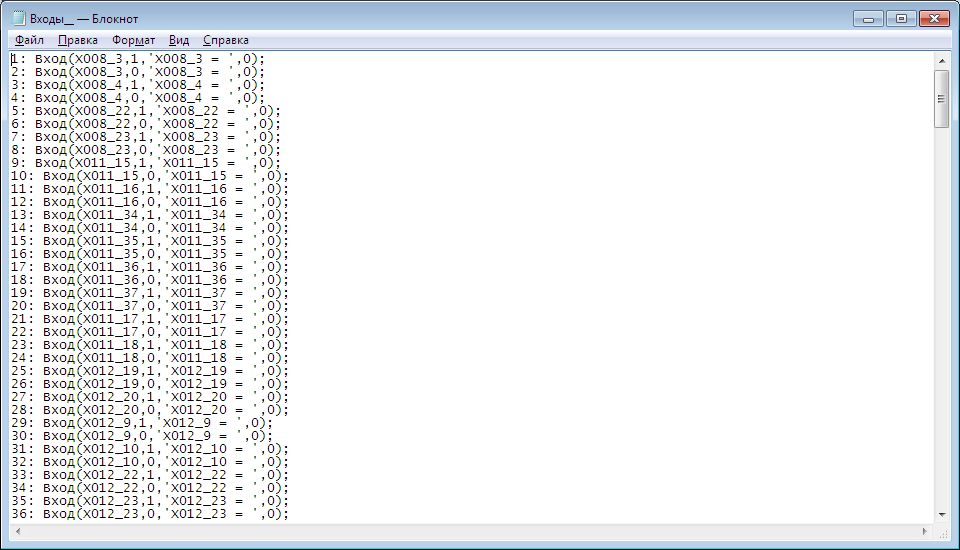 Входы__ — Блокнот
Файл Правка Формат Вид Справка
1: Вход(X008_3,1,'X008_3 = ',0);
2: Вход(X008_3,0,'X008_3 = ',0);
3: Вход(X008_4,1,'X008_4 = ',0);
4: Вход(X008_4,0,'X008_4 = ',0);
5: Вход(X008_22,1,'X008_22 = ',0);
6: Вход(X008_22,0,'X008_22 = ',0);
7: Вход(X008_23,1,'X008_23 = ',0);
8: Вход(X008_23,0,'X008_23 = ',0);
9: Вход(X011_15,1,'X011_15 = ',0);
10: Вход(X011_15,0,'X011_15 = ',0);
11: Вход(X011_16,1,'X011_16 = ',0);
12: Вход(X011_16,0,'X011_16 = ',0);
13: Вход(X011_34,1,'X011_34 = ',0);
14: Вход(X011_34,0,'X011_34 = ',0);
15: Вход(X011_35,1,'X011_35 = ',0);
16: Вход(X011_35,0,'X011_35 = ',0);
17: Вход(X011_36,1,'X011_36 = ',0);
18: Вход(X011_36,0,'X011_36 = ',0);
19: Вход(X011_37,1,'X011_37 = ',0);
20: Вход(X011_37,0,'X011_37 = ',0);
21: Вход(X011_17,1,'X011_17 = ',0);
22: Вход(X011_17,0,'X011_17 = ',0);
23: Вход(X011_18,1,'X011_18 = ',0);
24: Вход(X011_18,0,'X011_18 = ',0);
25: Вход(X012_19,1,'X012_19 = ',0);
26: Вход(X012_19,0,'X012_19 = ',0);
27: Вход(X012_20,1,'X012_20 = ',0);
28: Вход(X012_20,0,'X012_20 = ',0);
29: Вход(X012_9,1,'X012_9 = ',0);
30: Вход(X012_9,0,'X012_9 = ',0);
31: Вход(X012_10,1,'X012_10 = ',0);
32: Вход(X012_10,0,'X012_10 = ',0);
33: Вход(X012_22,1,'X012_22 = ',0);
34: Вход(X012_22,0,'X012_22 = ',0);
35: Вход(X012_23,1,'X012_23 = ',0);
36: Вход(X012_23,0,'X012_23 = ',0);